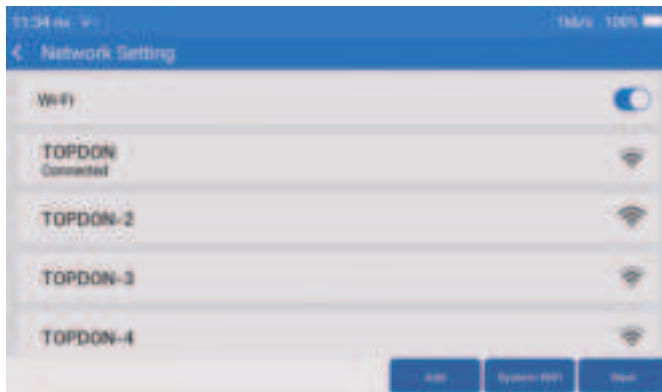 11:34 100%
Network Setting
Wi-Fi
TOPDON
Connected
TOPDON-2
TOPDON-3
TOPDON-4
Add System WiFi Next